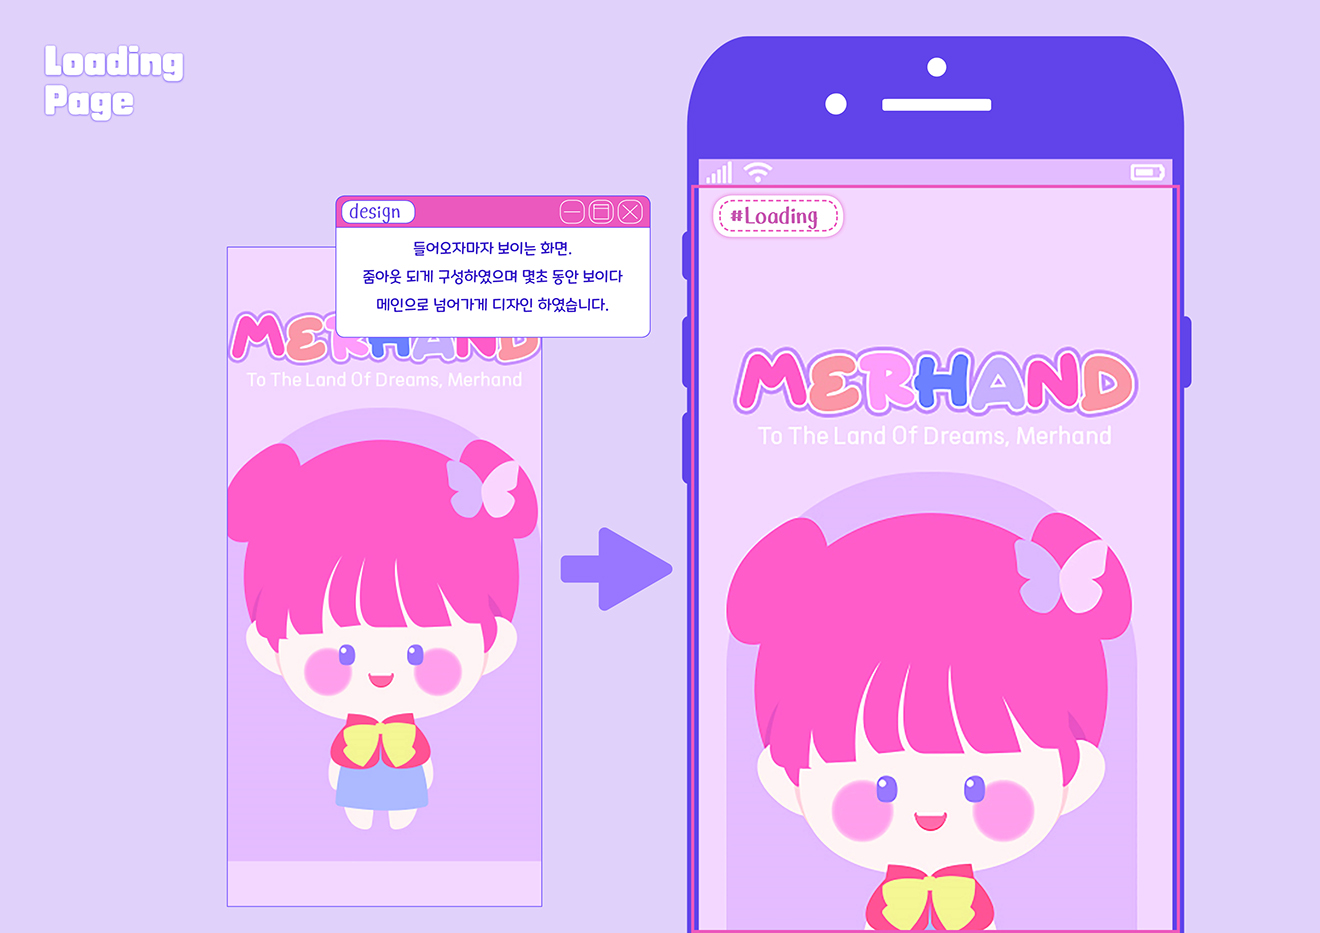 Loading
Page
design
들어오자마자 보이는 화면.
줌아웃 되게 구성하였으며 몇초 동안 보이다
메인으로 넘어가게 디자인 하였습니다.
MERHAND
To The Land Of Dreams, Merhand
#Loading
MERHAND
To The Land Of Dreams, Merhand